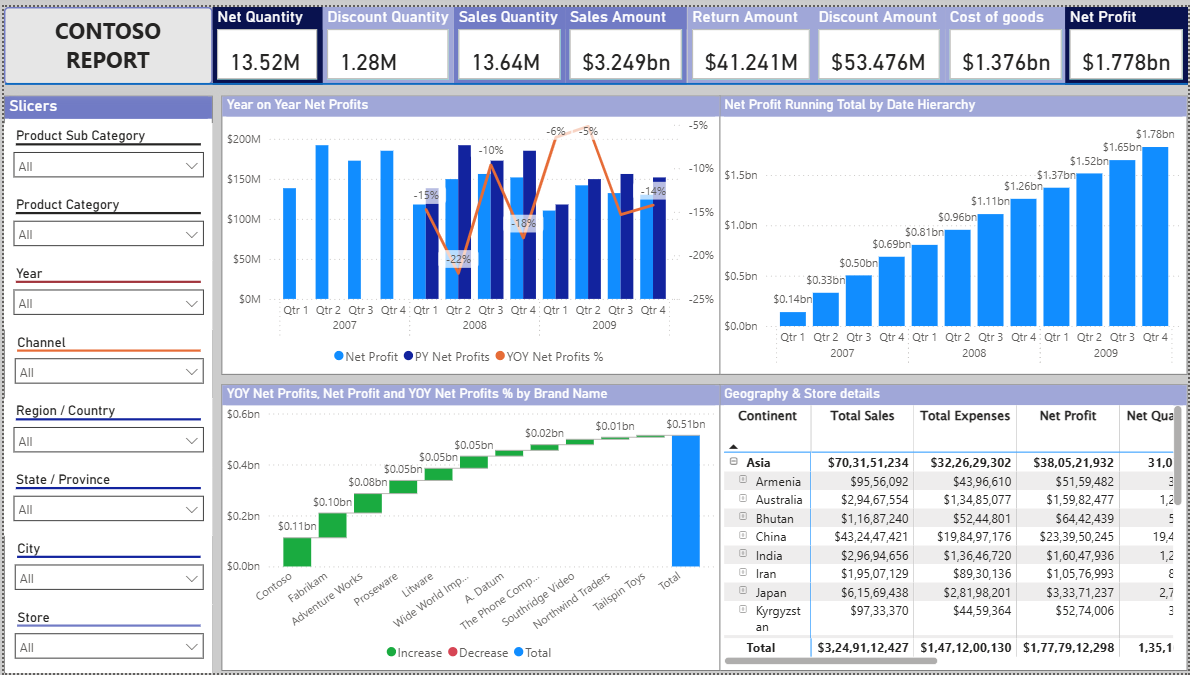 CONTOSO
REPORT
Net Quantity
13.52M
Discount Quantity
1.28M
Sales Quantity
13.64M
Sales Amount
$3.249bn
Return Amount
$41.241M
Discount Amount
$53.476M
Cost of goods
$1.376bn
Net Profit
$1.778bn
Slicers
Product Sub Category
All
Product Category
All
Year
All
Channel
All
Region / Country
All
State / Province
All
City
All
Store
All
Year on Year Net Profits
$200M
$150M
$100M
$50M
$0M
-5%
-10%
-15%
-20%
-25%
-15%
-22%
-10%
-18%
-6%
-5%
-14%
Qtr 1 Qtr 2 Qtr 3 Qtr 4 Qtr 1 Qtr 2 Qtr 3 Qtr 4 Qtr 1 Qtr 2 Qtr 3 Qtr 4
2007 2008 2009
Net Profit PY Net Profits YOY Net Profits %
Net Profit Running Total by Date Hierarchy
$1.5bn
$1.0bn
$0.5bn
$0.0bn
$0.14bn
$0.33bn
$0.50bn
$0.69bn
$0.81bn
$0.96bn
$1.11bn
$1.26bn
$1.37bn
$1.52bn
$1.65bn
$1.78bn
Qtr 1 Qtr 2 Qtr 3 Qtr 4 Qtr 1 Qtr 2 Qtr 3 Qtr 4 Qtr 1 Qtr 2 Qtr 3 Qtr 4
2007 2008 2009
YOY Net Profits, Net Profit and YOY Net Profits % by Brand Name
$0.6bn
$0.4bn
$0.2bn
$0.0bn
$0.11bn
$0.10bn
$0.08bn
$0.05bn
$0.05bn
$0.05bn
$0.02bn
$0.01bn
$0.51bn
Contoso
Fabrikam
Adventure Works
Proseware
Litware
Wide World Imp...
A. Datum
The Phone Comp...
Southridge Video
Northwind Traders
Tailspin Toys
Total
Increase Decrease Total
Geography & Store details
Continent Total Sales Total Expenses Net Profit Net Qua
Asia $70,31,51,234 $32,26,29,302 $38,05,21,932 31,0
Armenia $95,56,092 $43,96,610 $51,59,482 3
Australia $2,94,67,554 $1,34,85,077 $1,59,82,477 1,2
Bhutan $1,16,87,240 $52,44,801 $64,42,439 5
China $43,24,47,421 $19,84,97,176 $23,39,50,245 19,4
India $2,96,94,656 $1,36,46,720 $1,60,47,936 1,2
Iran $1,95,07,129 $89,30,136 $1,05,76,993 8
Japan $6,15,69,438 $2,81,98,201 $3,33,71,237 2,7
Kyrgyzst $97,33,370 $44,59,364 $52,74,006 3
an
Total $3,24,91,12,427 $1,47,12,00,130 $1,77,79,12,298 1,35,1